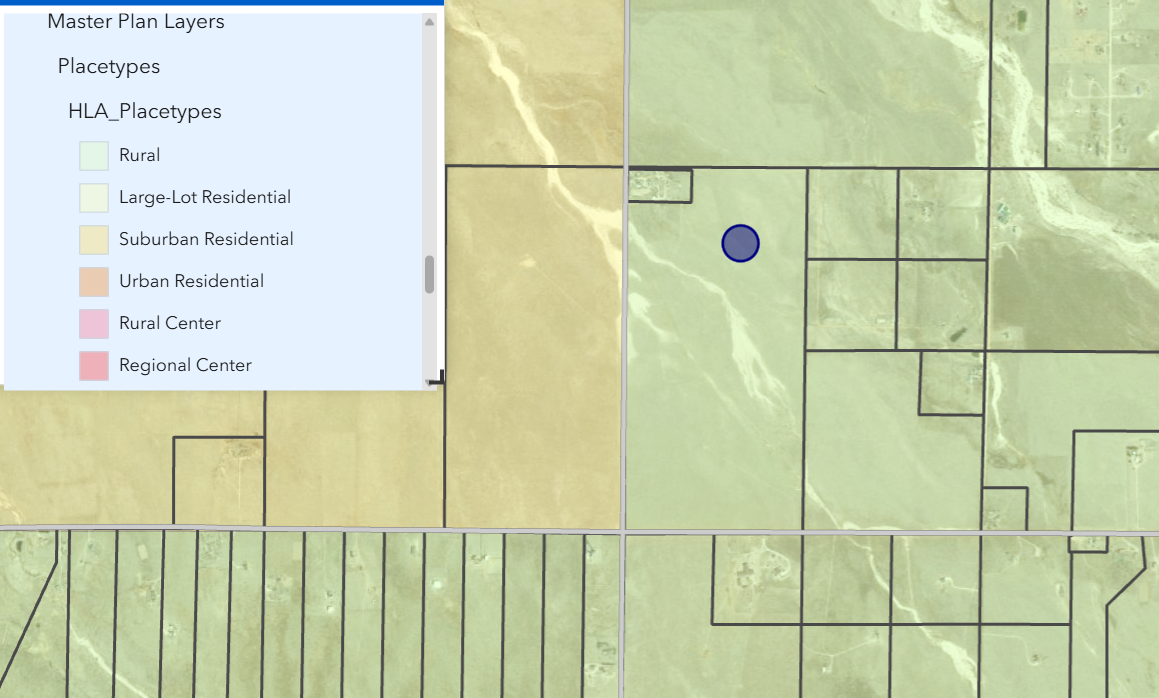 Master Plan Layers
Placetypes
HLA_Placetypes
Rural
Large-Lot Residential
Suburban Residential
Urban Residential
Rural Center
Regional Center